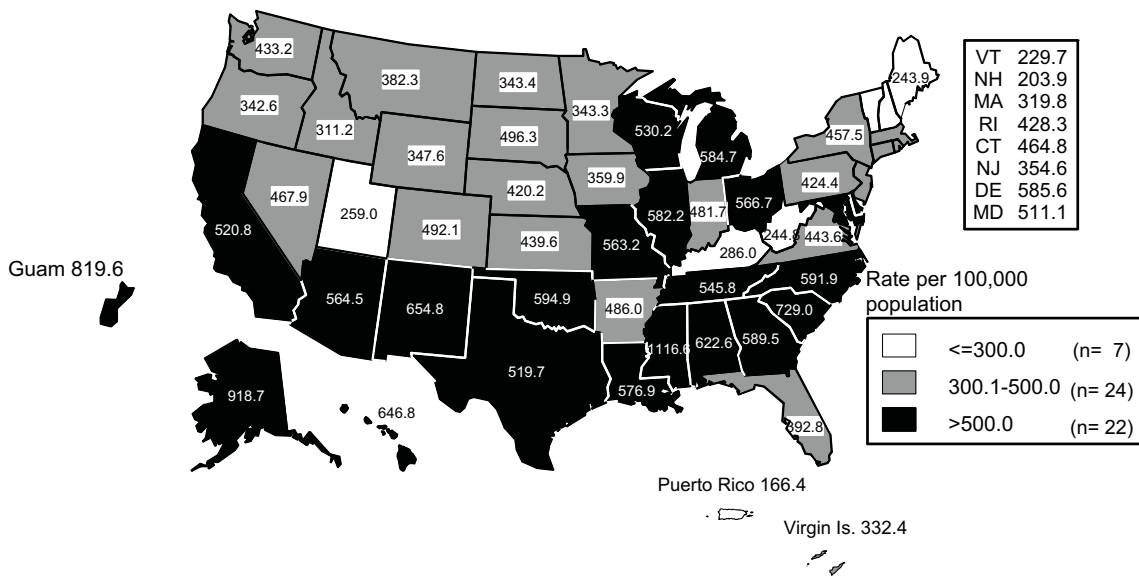 433.2
382.3
343.4
343.3
243.9
342.6
311.2
347.6
496.3
530.2
584.7
457.5
VT 229.7
NH 203.9
MA 319.8
RI 428.3
CT 464.8
NJ 354.6
DE 585.6
MD 511.1
467.9
259.0
492.1
420.2
359.9
582.2
481.7
566.7
424.4
520.8
439.6
563.2
286.0
244.8
443.6
Guam 819.6
564.5
654.8
594.9
486.0
545.8
591.9
729.0
519.7
576.9
1116.6
622.6
589.5
392.8
918.7
646.8
Rate per 100,000
population
<=300.0 (n= 7)
300.1-500.0 (n= 24)
>500.0 (n= 22)
Puerto Rico 166.4
Virgin Is. 332.4